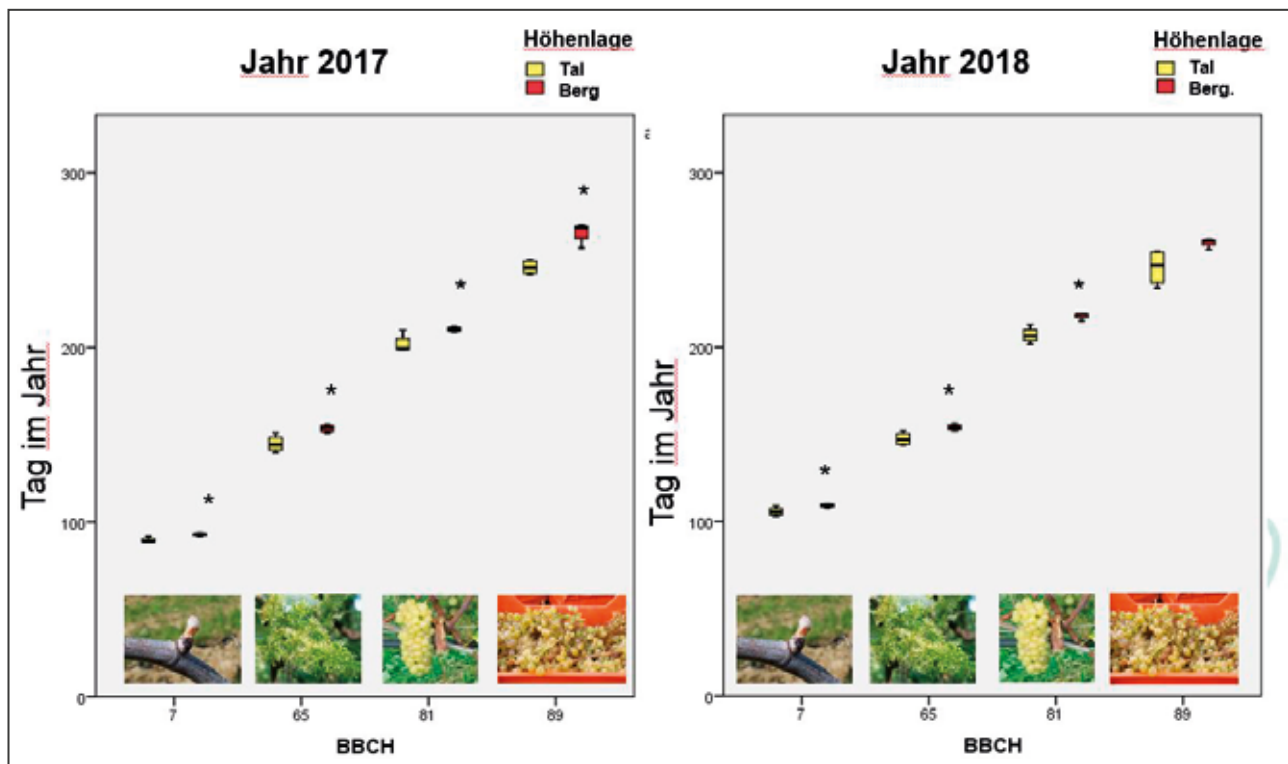 Jahr 2017
Höhenlage
Tal
Berg
Tag im Jahr
300
200
100
0
7
65
81
89
BBCH
*
*
*
*
Jahr 2018
Höhenlage
Tal
Berg.
Tag im Jahr
300
200
100
0
7
65
81
89
BBCH
*
*
*